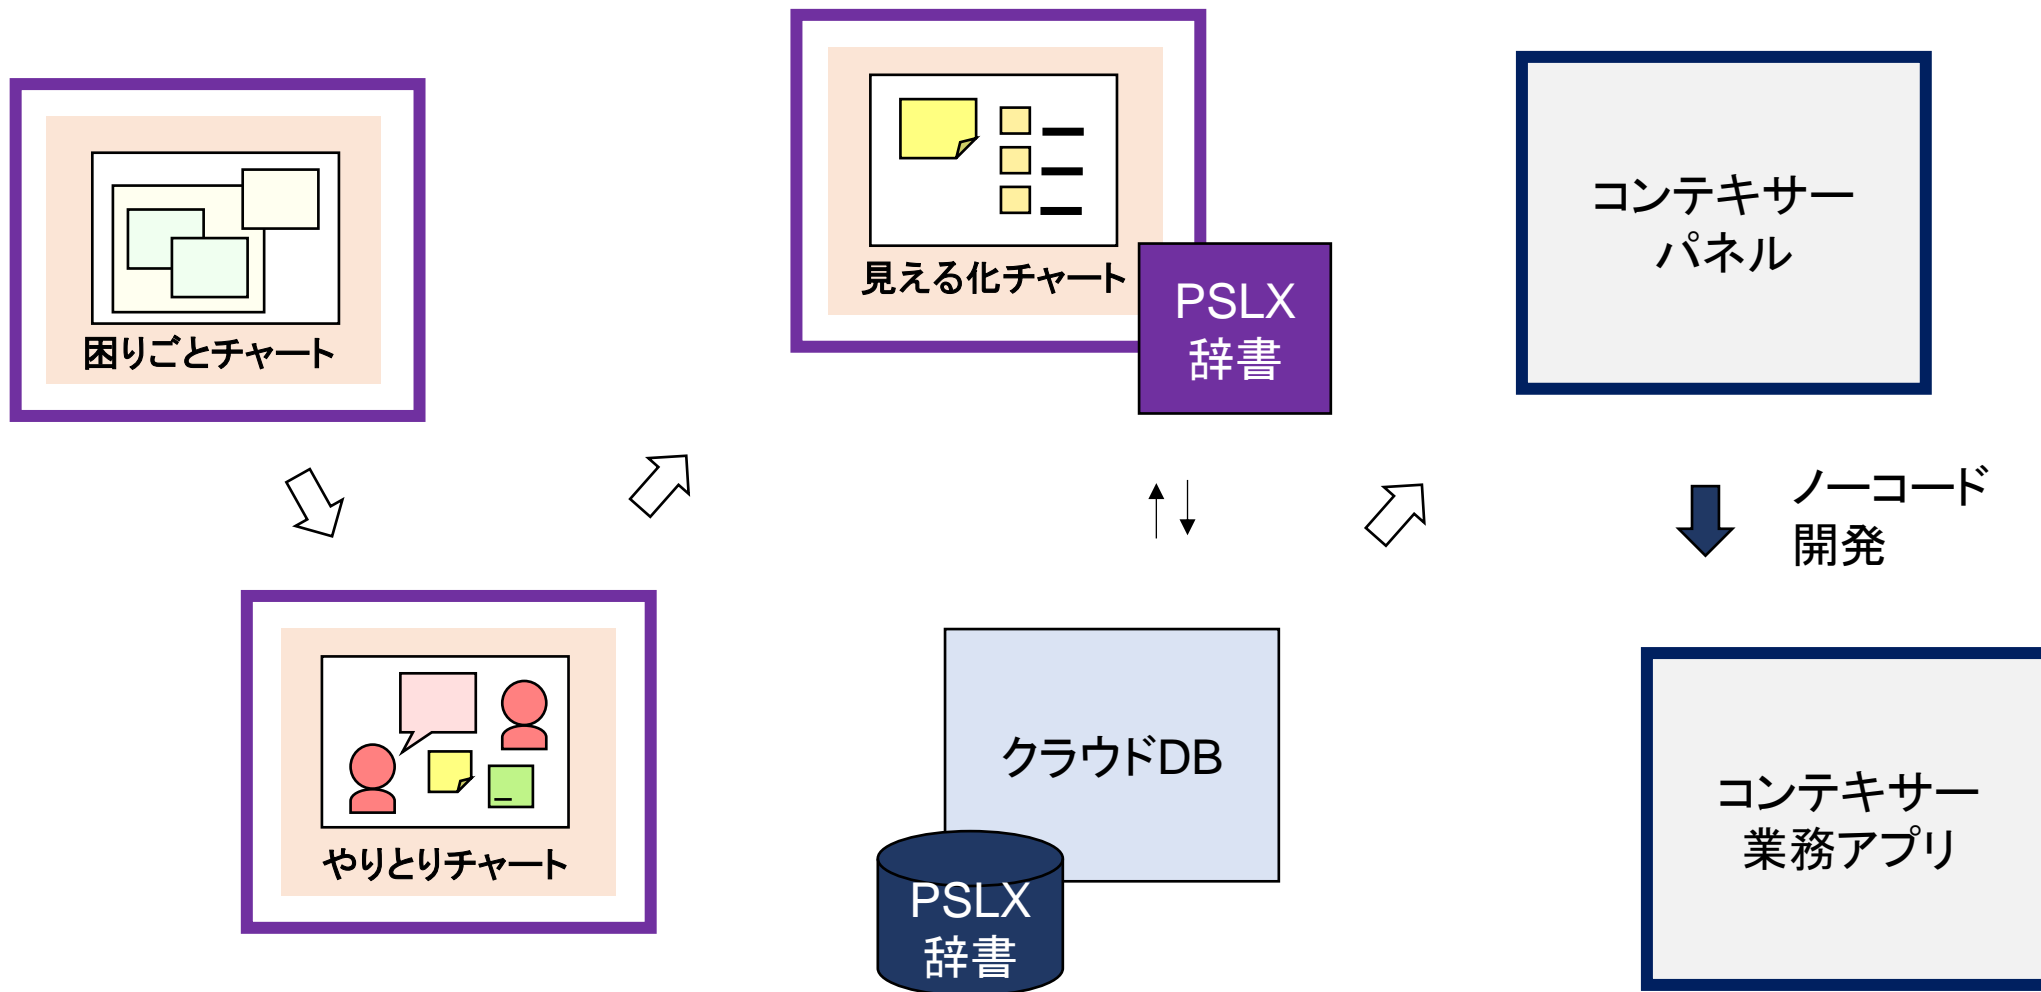 困りごとチャート
見える化チャート
PSLX
辞書
コンテキサー
パネル
ノーコード
開発
やりとりチャート
クラウドDB
PSLX
辞書
コンテキサー
業務アプリ